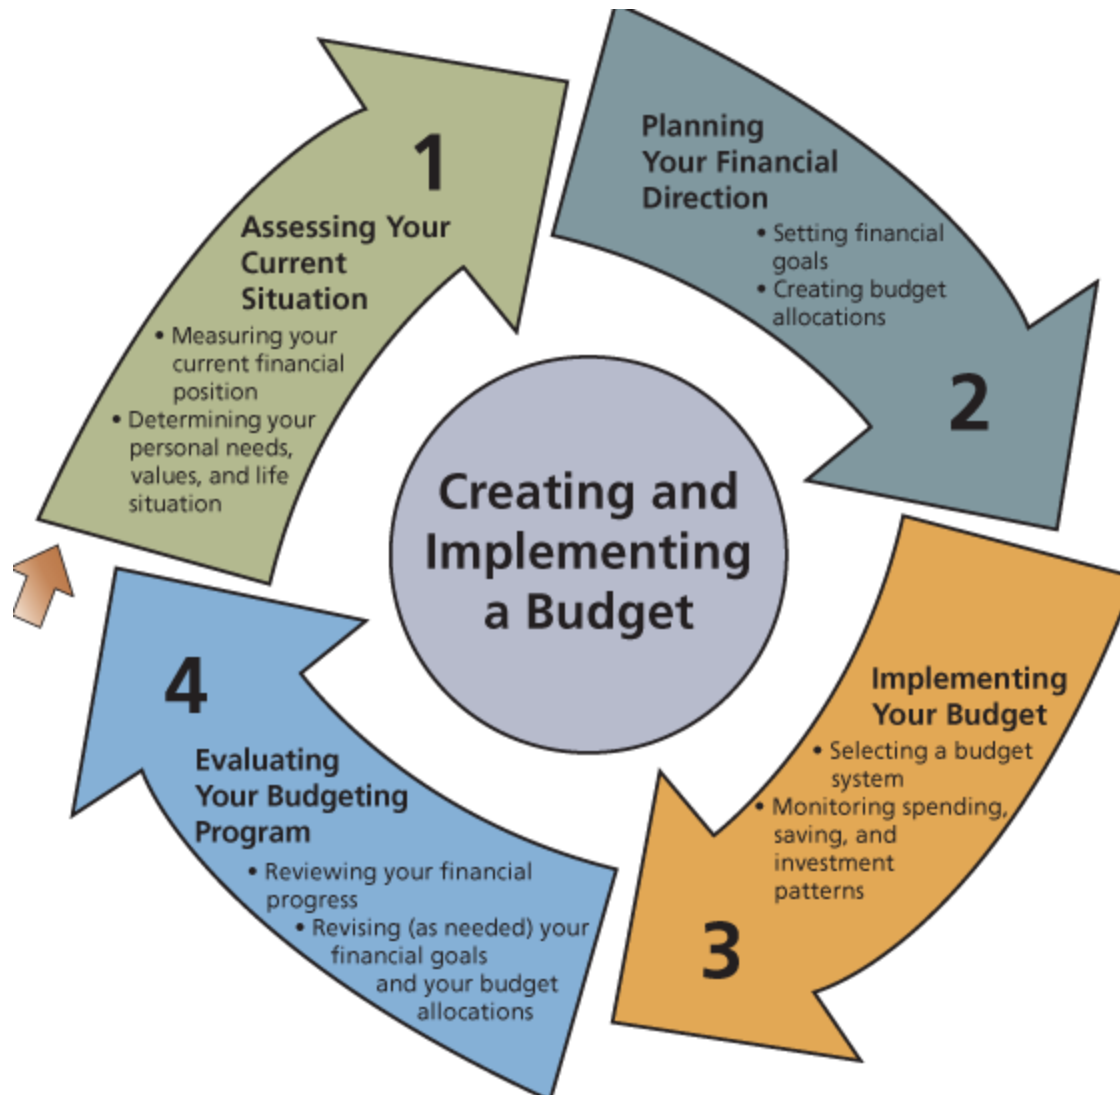 1
Assessing Your
Current
Situation
• Measuring your
current financial
position
• Determining your
personal needs,
values, and life
situation
Planning
Your Financial
Direction
• Setting financial
goals
• Creating budget
allocations
2
Creating and
Implementing
a Budget
Implementing
Your Budget
• Selecting a budget
system
• Monitoring spending,
saving, and
investment
patterns
3
4
Evaluating
Your Budgeting
Program
• Reviewing your financial
progress
• Revising (as needed) your
financial goals
and your budget
allocations